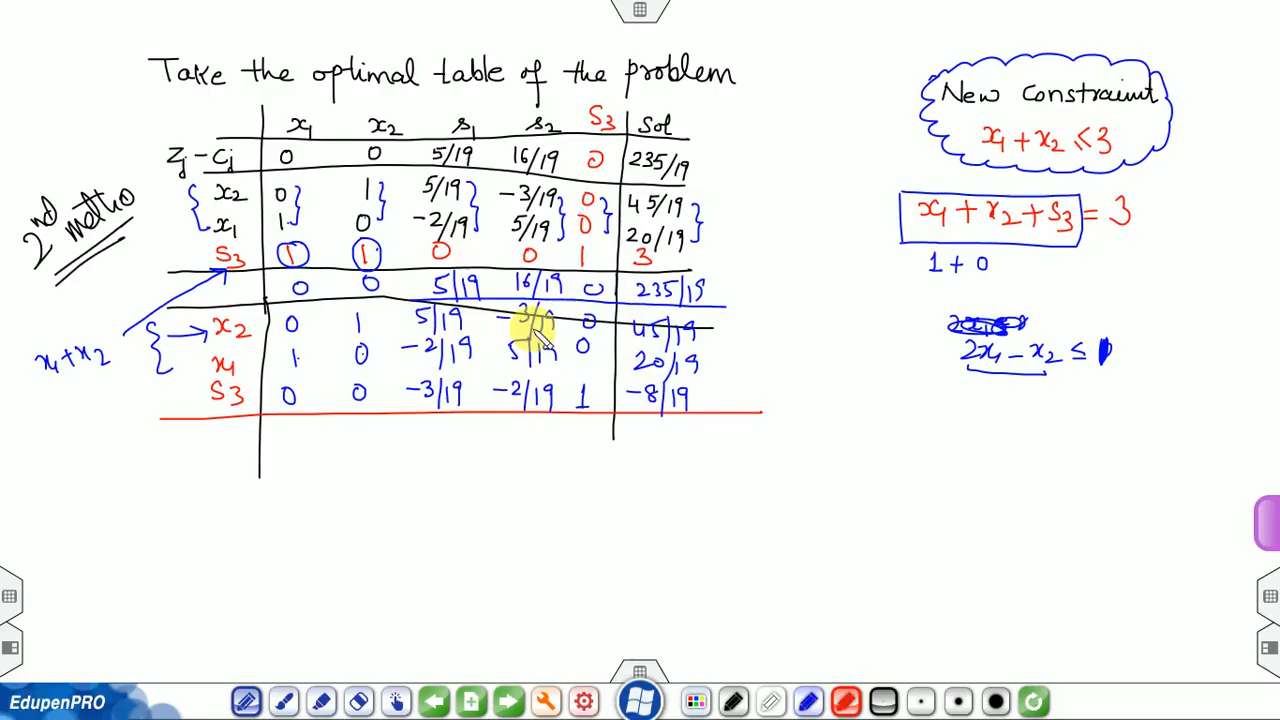 Take the optimal table of the problem
x₁ x₂ s₁ s₂ S₃ Sol
Zj − Cj 0 0 5/19 16/19 0 235/19
x₂ 0 1 5/19 −3/19 0 45/19
x₁ 1 0 −2/19 5/19 0 20/19
S₃ 1 1 0 0 1 3
0 0 5/19 16/19 0 235/19
x₂ 0 1 5/19 −3/19 0 45/19
x₁ 1 0 −2/19 5/19 0 20/19
S₃ 0 0 −3/19 −2/19 1 −8/19
2nd metho
x₁+x₂
New constraint
x₁+x₂ ≤ 3
x₁+x₂+S₃ = 3
1 + 0
2x₁ − x₂ ≤
EdupenPRO